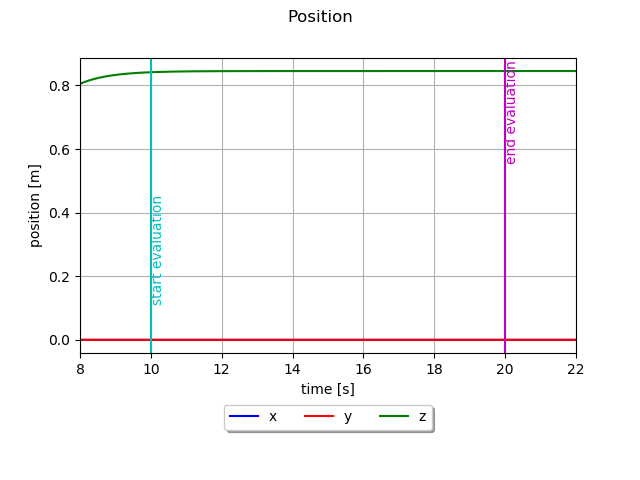 Position
position [m]
0.8
0.6
0.4
0.2
0.0
start evaluation
end evaluation
8 10 12 14 16 18 20 22
time [s]
x y z